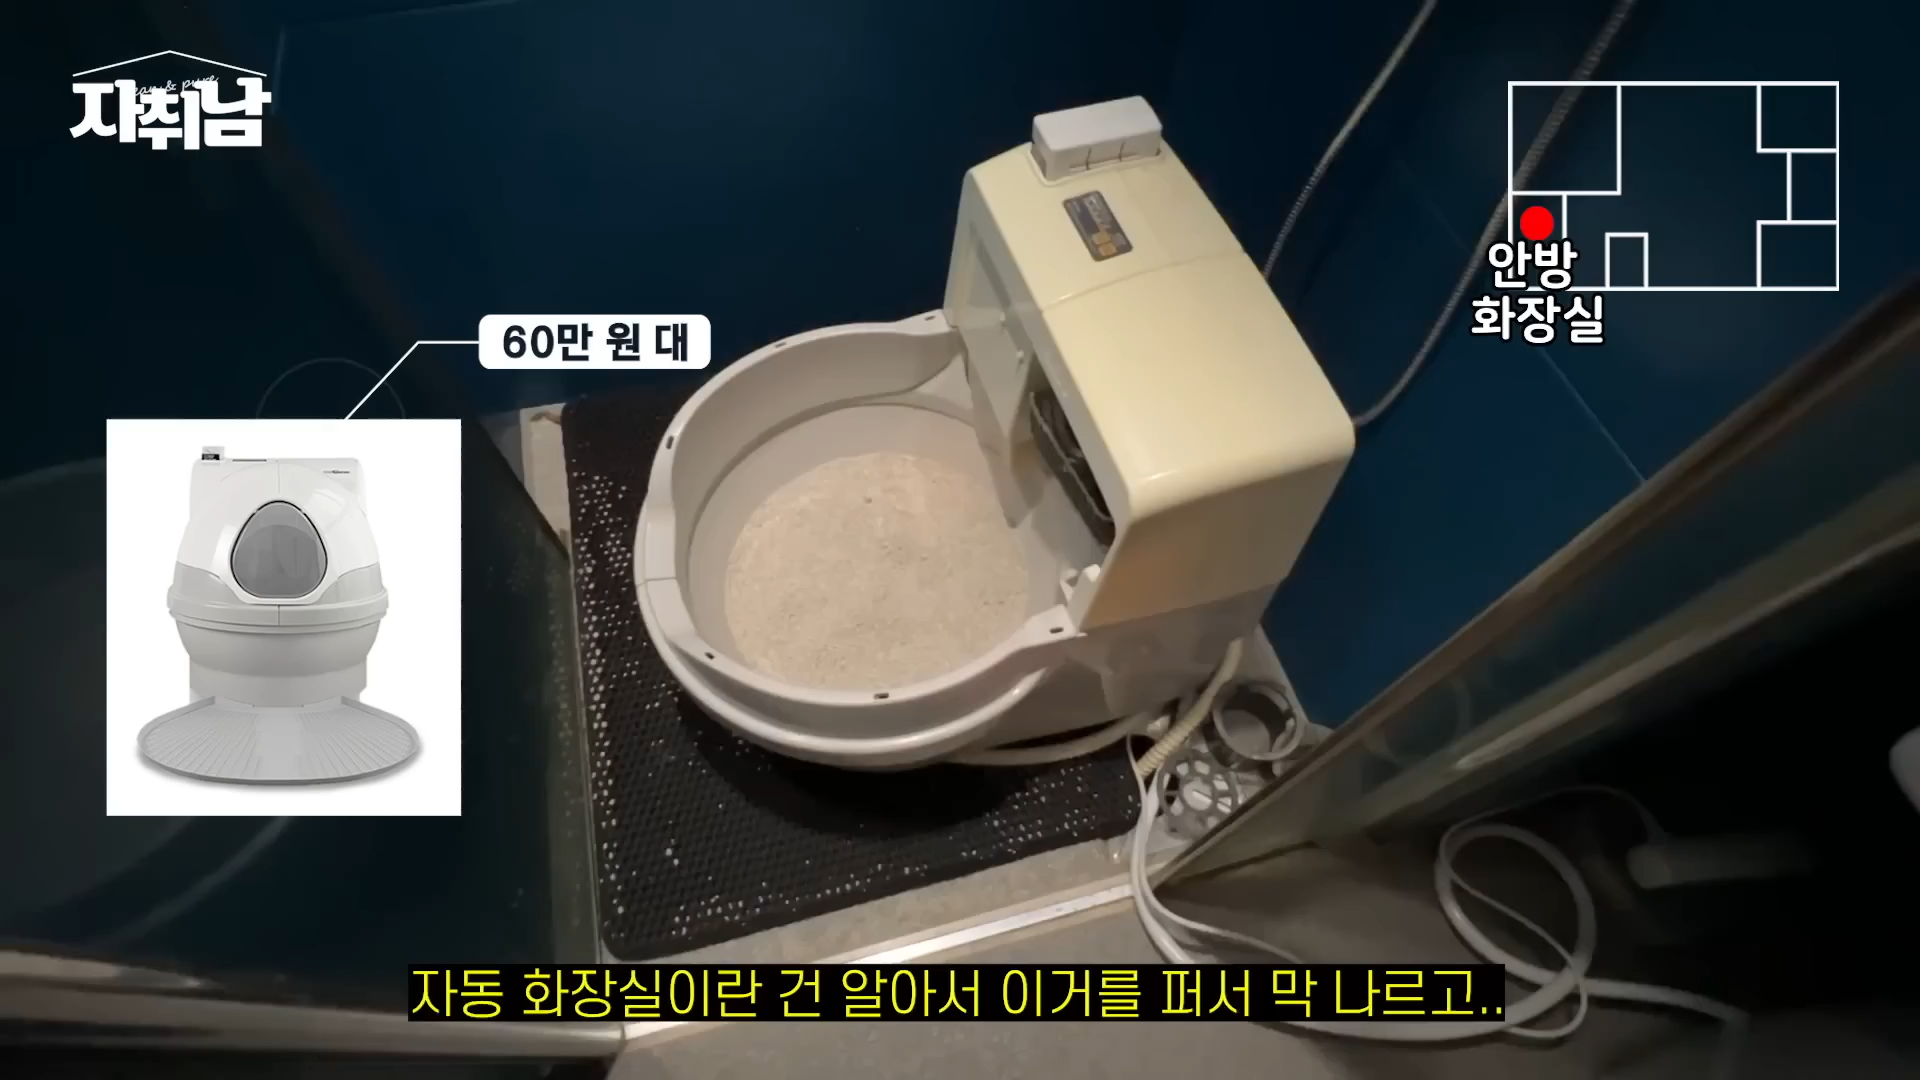 자취남
60만 원 대
안방
화장실
자동 화장실이란 건 알아서 이거를 퍼서 막 나르고..